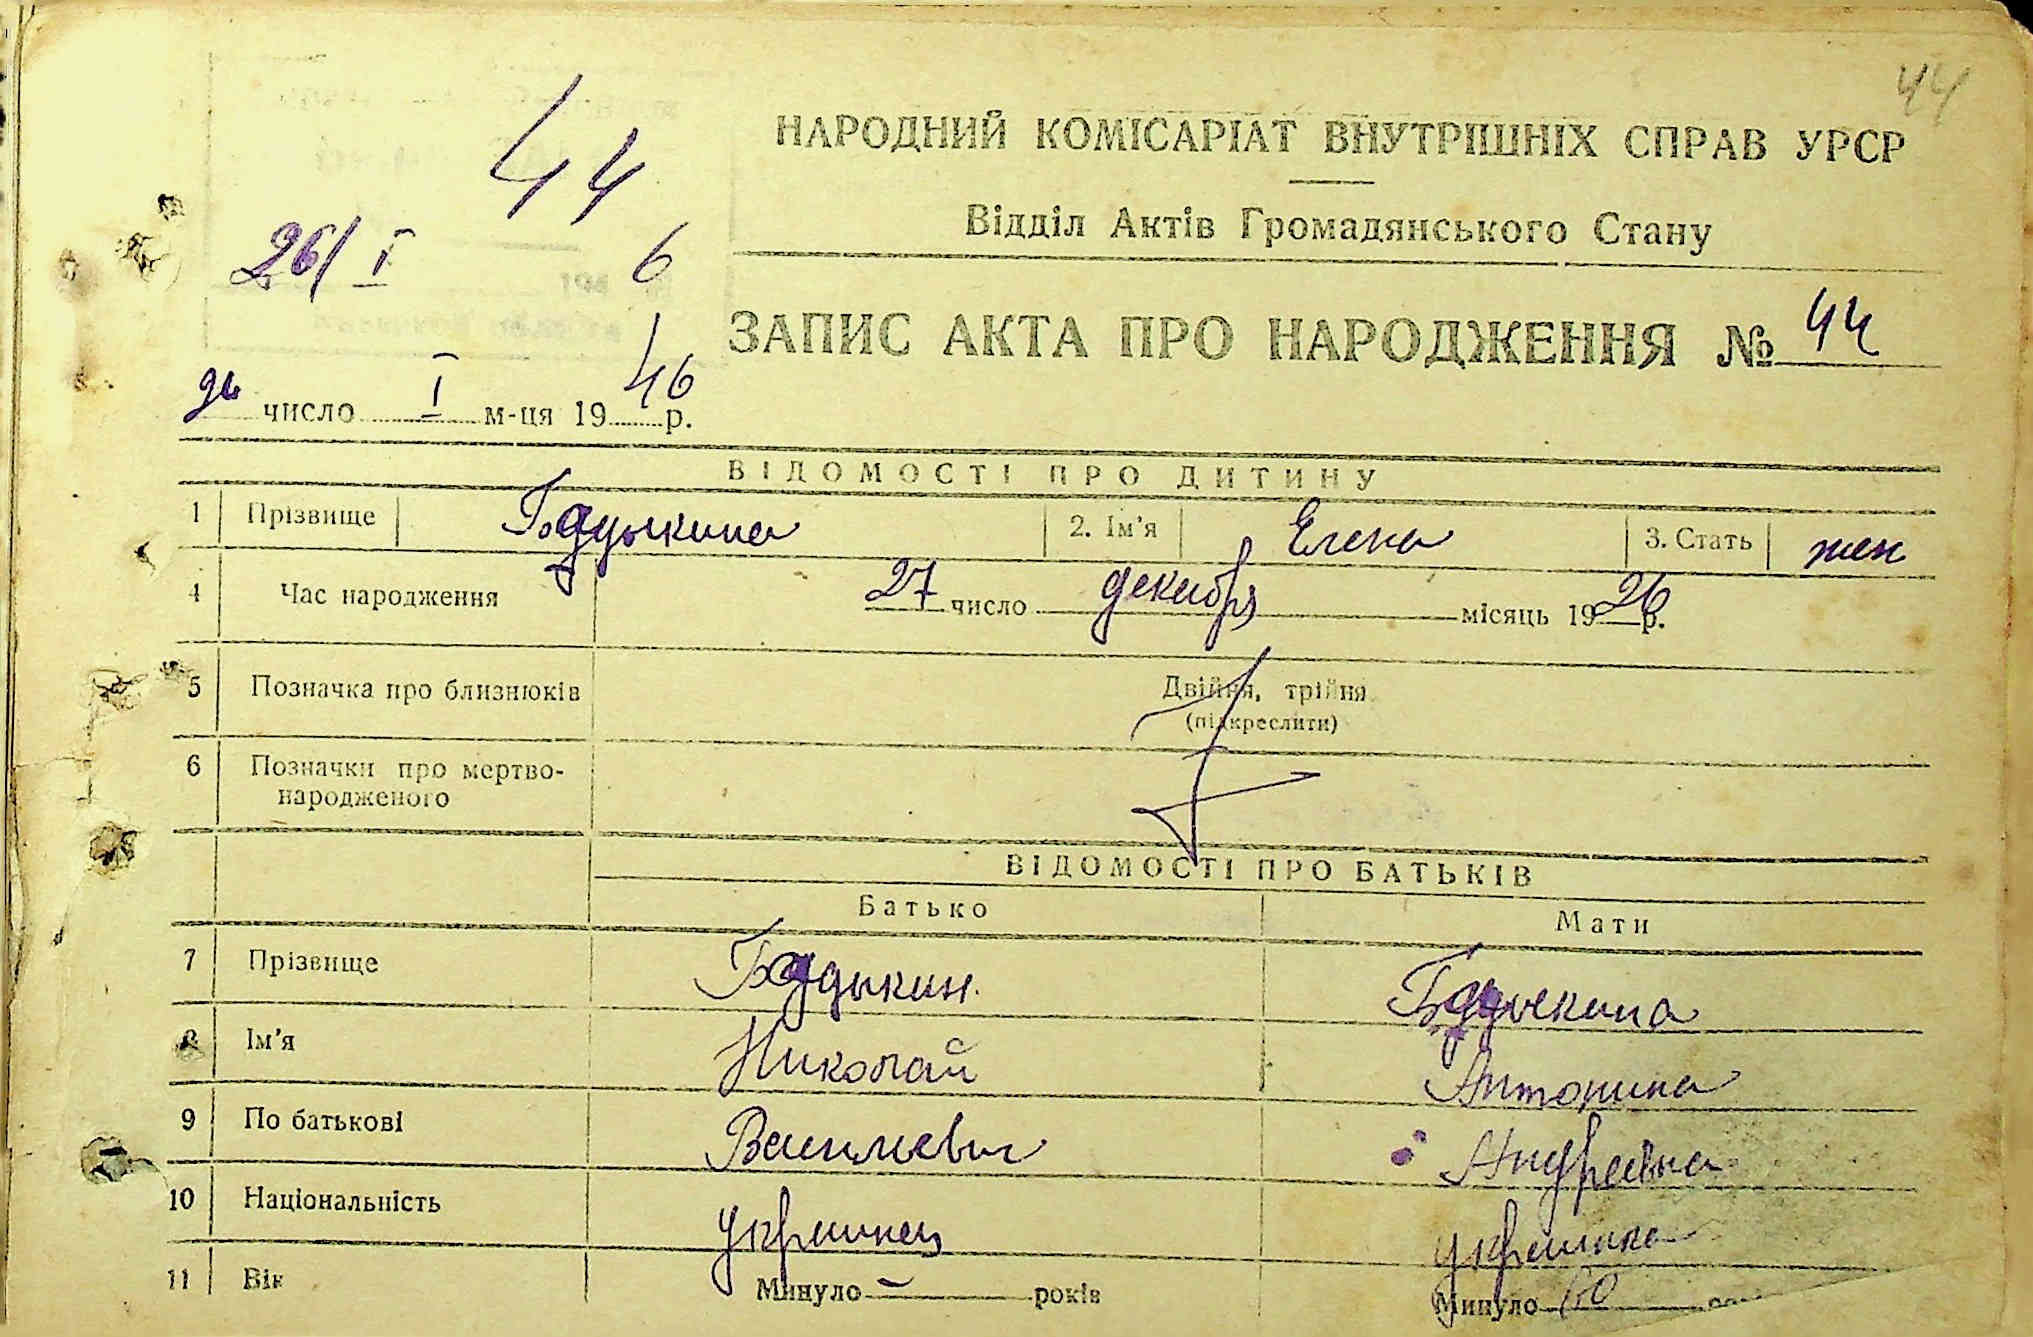 44
44
НАРОДНИЙ КОМІСАРІАТ ВНУТРІШНІХ СПРАВ УРСР
Відділ Актів Громадянського Стану
26/I 6
ЗАПИС АКТА ПРО НАРОДЖЕННЯ № 44
число I м-ця 1946 р.
ВІДОМОСТІ ПРО ДИТИНУ
1 Прізвище 2. Ім'я Елена 3. Стать жен
4 Час народження 27 число декабря місяць 1926 р.
5 Позначка про близнюків Двійня, трійня
(підкреслити)
6 Позначки про мертво-
народженого
ВІДОМОСТІ ПРО БАТЬКІВ
Батько Мати
7 Прізвище
8 Ім'я Николай Антонина
9 По батькові Васильевич Андреевна
10 Національність украинец украинка
11 Вік Минуло — років Минуло